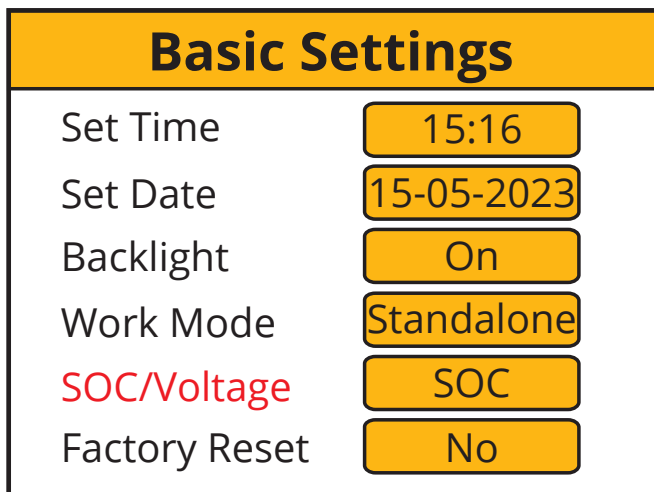 Basic Settings
Set Time 15:16
Set Date 15-05-2023
Backlight On
Work Mode Standalone
SOC/Voltage SOC
Factory Reset No